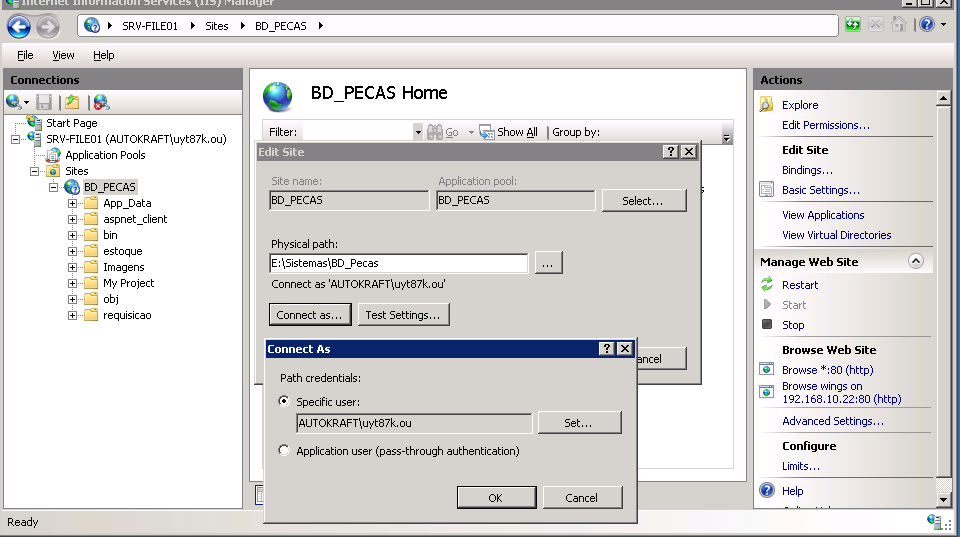 Internet Information Services (IIS) Manager
SRV-FILE01
Sites
BD_PECAS
File View Help
Connections
Start Page
SRV-FILE01 (AUTOKRAFT\uyt87k.ou)
Application Pools
Sites
BD_PECAS
App_Data
aspnet_client
bin
estoque
Imagens
My Project
obj
requisicao
BD_PECAS Home
Filter: Go Show All Group by:
Edit Site
Site name: Application pool:
BD_PECAS BD_PECAS Select...
Physical path:
E:\Sistemas\BD_Pecas ...
Connect as 'AUTOKRAFT\uyt87k.ou'
Connect as... Test Settings...
Connect As
Path credentials:
Specific user:
AUTOKRAFT\uyt87k.ou Set...
Application user (pass-through authentication)
OK Cancel
Actions
Explore
Edit Permissions...
Edit Site
Bindings...
Basic Settings...
View Applications
View Virtual Directories
Manage Web Site
Restart
Start
Stop
Browse Web Site
Browse *:80 (http)
Browse wings on
192.168.10.22:80 (http)
Advanced Settings...
Configure
Limits...
Help
Ready